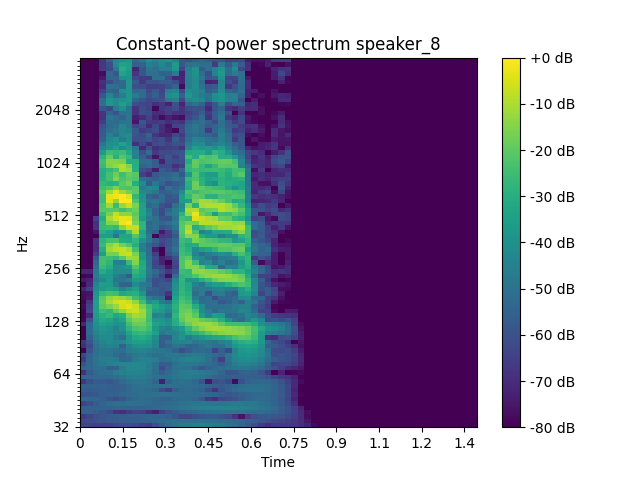 Constant-Q power spectrum speaker_8
Hz
2048
1024
512
256
128
64
32
0 0.15 0.3 0.45 0.6 0.75 0.9 1.1 1.2 1.4
Time
+0 dB
-10 dB
-20 dB
-30 dB
-40 dB
-50 dB
-60 dB
-70 dB
-80 dB